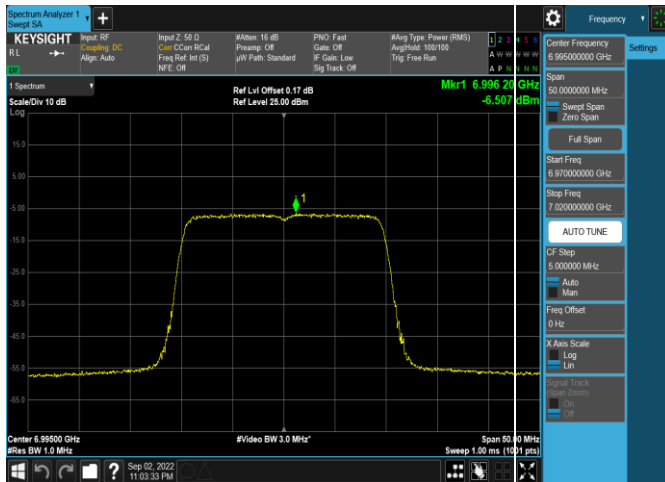 Spectrum Analyzer 1
Swept SA
Frequency
KEYSIGHT
RL
Input: RF
Coupling: DC
Align: Auto
Input Z: 50 Ω
Corr CCorr RCal
Freq Ref: Int (S)
NFE: Off
#Atten: 16 dB
Preamp: Off
µW Path: Standard
PNO: Fast
Gate: Off
IF Gain: Low
Sig Track: Off
#Avg Type: Power (RMS)
Avg|Hold: 100/100
Trig: Free Run
1 2 3 4 5 6
A W W W W W
A P N N N N
LXI
1 Spectrum
Scale/Div 10 dB
Log
Ref Lvl Offset 0.17 dB
Ref Level 25.00 dBm
Mkr1 6.996 20 GHz
-6.507 dBm
15.0
5.00
-5.00
-15.0
-25.0
-35.0
-45.0
-55.0
-65.0
1
Center 6.99500 GHz
#Res BW 1.0 MHz
#Video BW 3.0 MHz*
Span 50.00 MHz
Sweep 1.00 ms (1001 pts)
Sep 02, 2022
11:03:33 PM
Center Frequency
6.995000000 GHz
Settings
Span
50.0000000 MHz
Swept Span
Zero Span
Full Span
Start Freq
6.970000000 GHz
Stop Freq
7.020000000 GHz
AUTO TUNE
CF Step
5.000000 MHz
Auto
Man
Freq Offset
0 Hz
X Axis Scale
Log
Lin
Signal Track
(Span Zoom)
On
Off